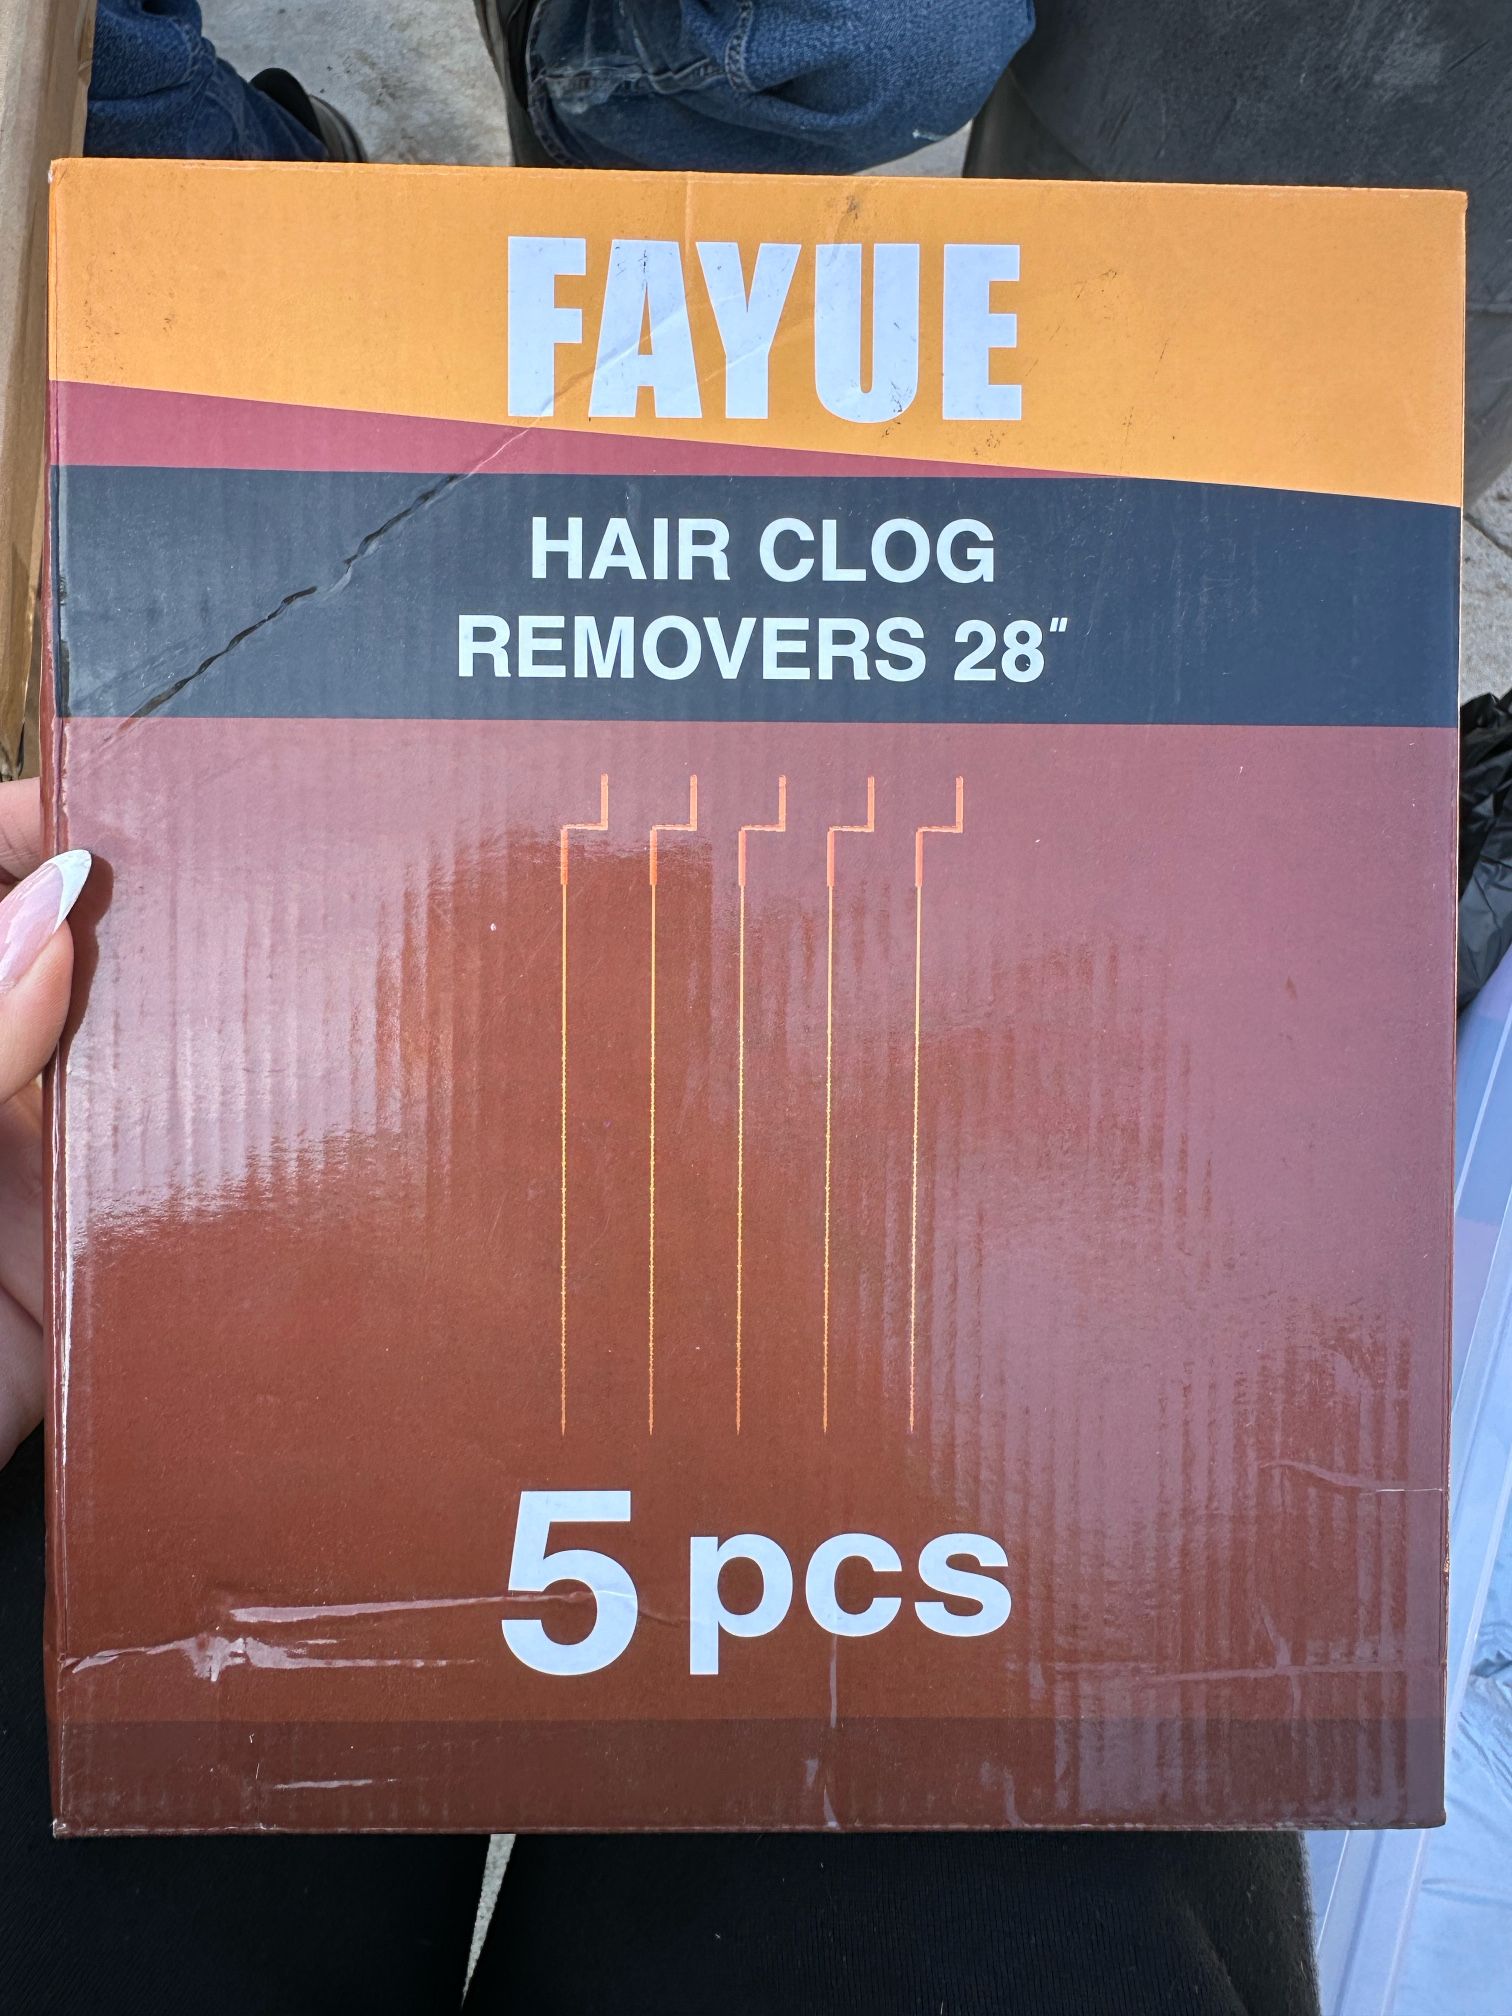 FAYUE
HAIR CLOG
REMOVERS 28"
5 pcs